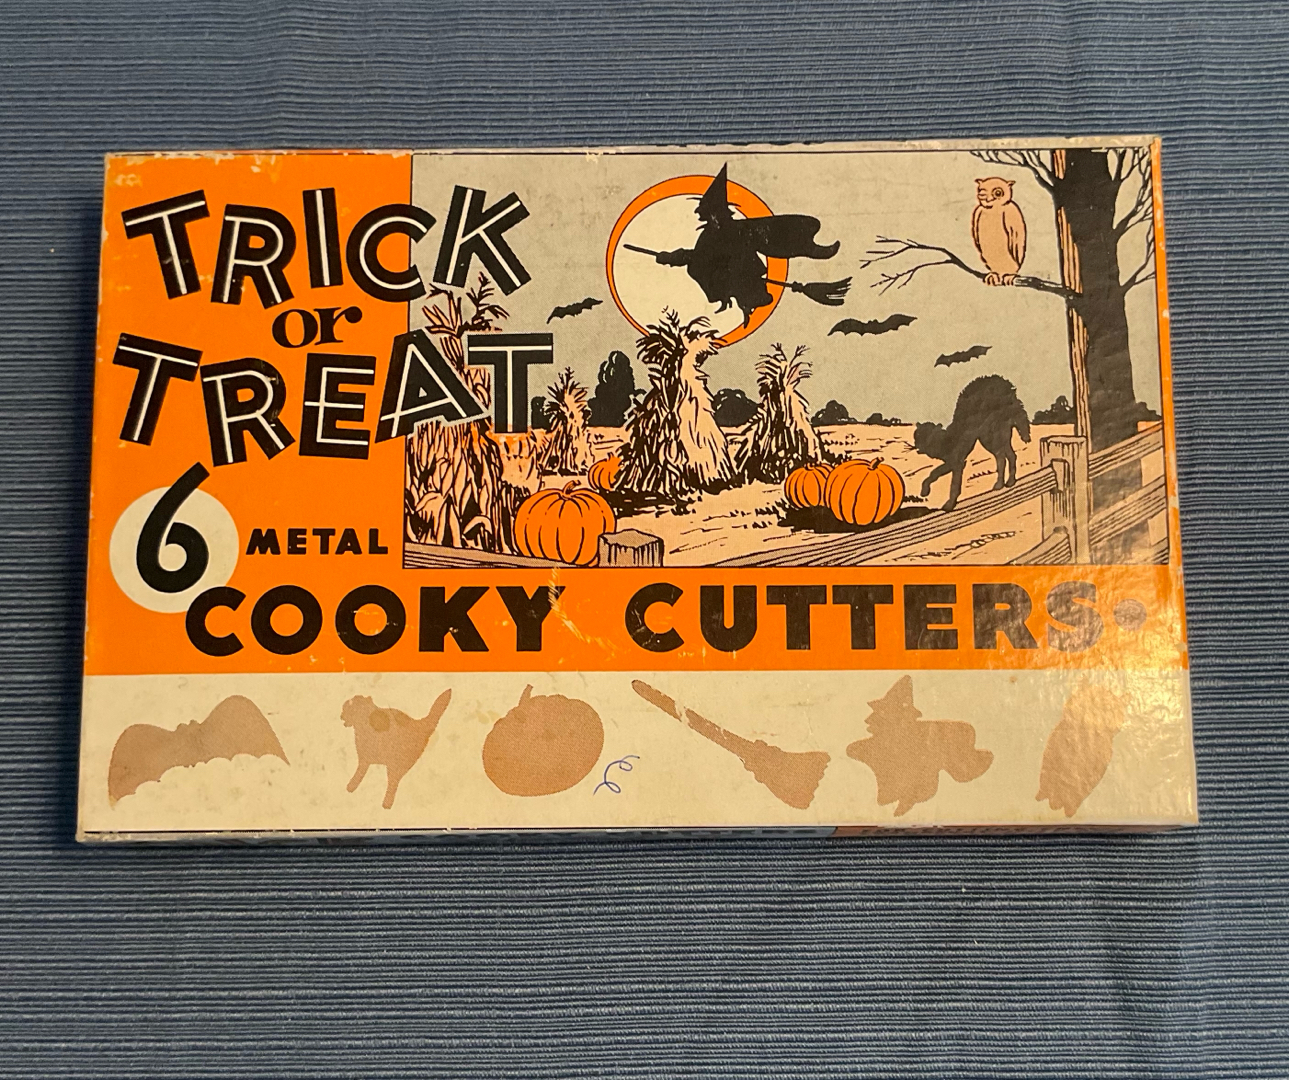 TRICK
or
TREAT
6 METAL
COOKY CUTTERS